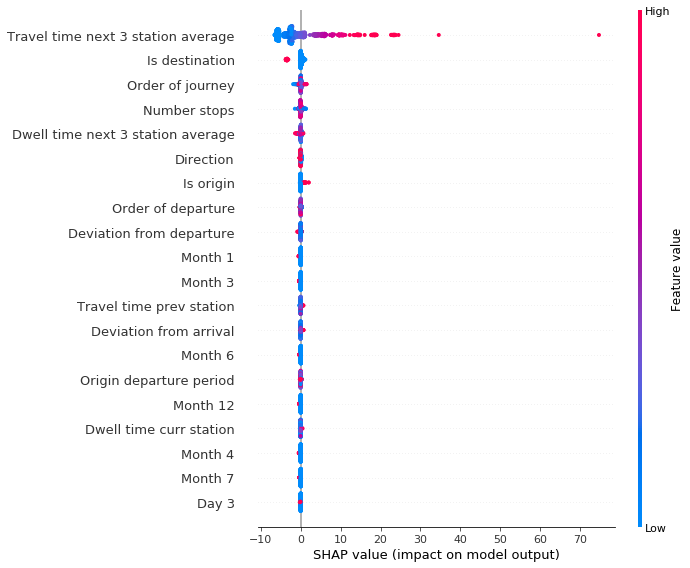 High
Travel time next 3 station average
Is destination
Order of journey
Number stops
Dwell time next 3 station average
Direction
Is origin
Order of departure
Deviation from departure
Month 1
Month 3
Travel time prev station
Deviation from arrival
Month 6
Origin departure period
Month 12
Dwell time curr station
Month 4
Month 7
Day 3
Feature value
Low
−10 0 10 20 30 40 50 60 70
SHAP value (impact on model output)